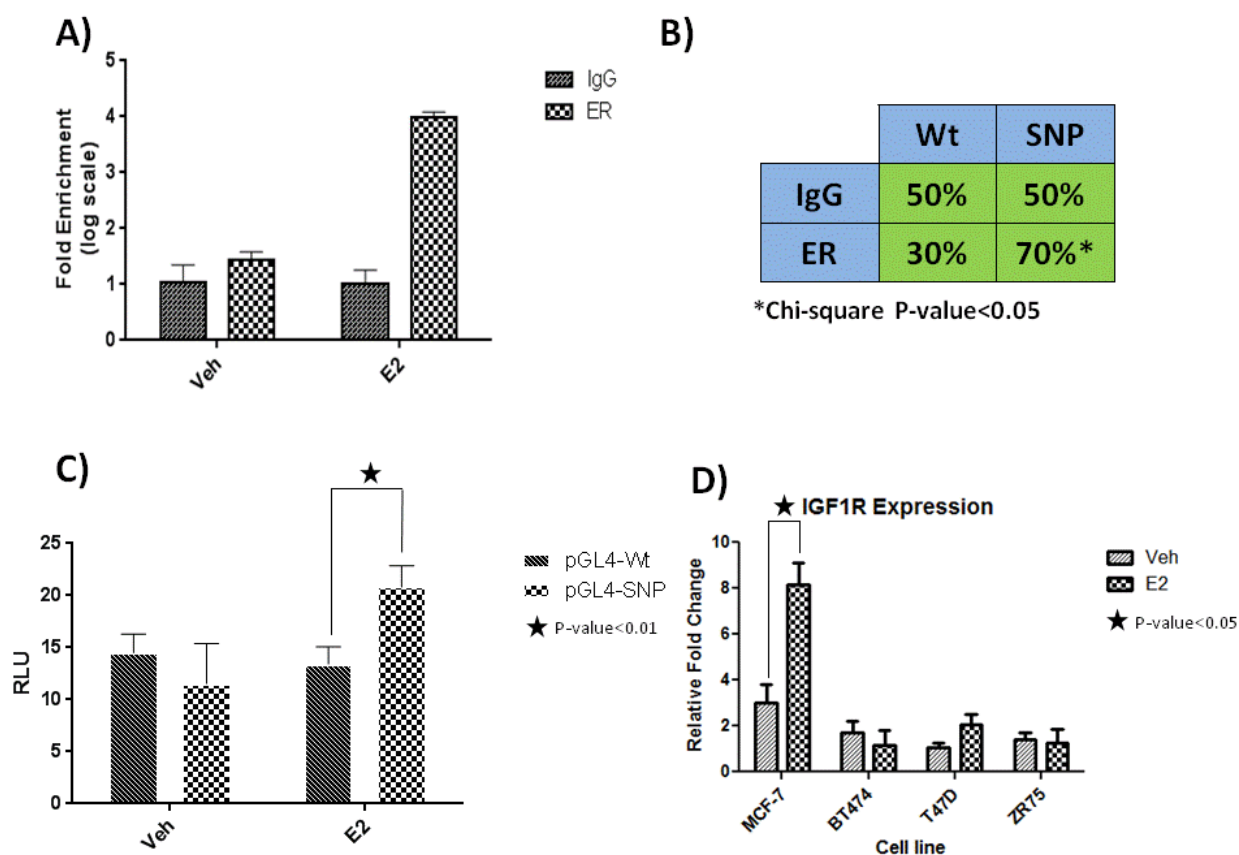 A)
5
4
3
2
1
0
Fold Enrichment
(log scale)
Veh
E2
IgG
ER
B)
Wt SNP
IgG 50% 50%
ER 30% 70%*
*Chi-square P-value<0.05
C)
25
20
15
10
5
0
RLU
Veh
E2
pGL4-Wt
pGL4-SNP
★ P-value<0.01
D)
★ IGF1R Expression
10
8
6
4
2
0
Relative Fold Change
MCF-7
BT474
T47D
ZR75
Cell line
Veh
E2
★ P-value<0.05